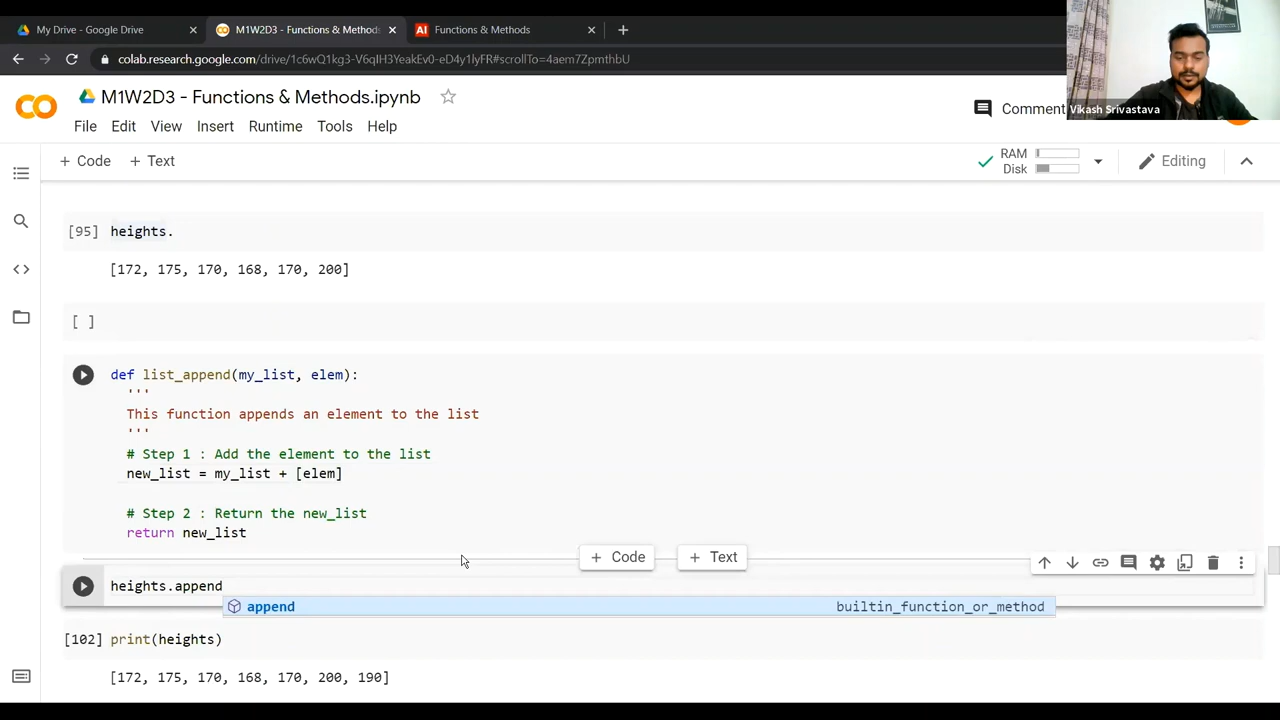 My Drive - Google Drive
M1W2D3 - Functions & Methods
AI Functions & Methods
colab.research.google.com/drive/1c6wQ1kg3-V6qIH3YeakEv0-eD4y1lyFR#scrollTo=4aem7ZpmthbU
Vikash Srivastava
CO M1W2D3 - Functions & Methods.ipynb
Comment
File Edit View Insert Runtime Tools Help
+ Code + Text
RAM
Disk
Editing
[95] heights.
[172, 175, 170, 168, 170, 200]
[ ]
def list_append(my_list, elem):
'''
This function appends an element to the list
'''
# Step 1 : Add the element to the list
new_list = my_list + [elem]
# Step 2 : Return the new_list
return new_list
+ Code + Text
heights.append
append builtin_function_or_method
[102] print(heights)
[172, 175, 170, 168, 170, 200, 190]